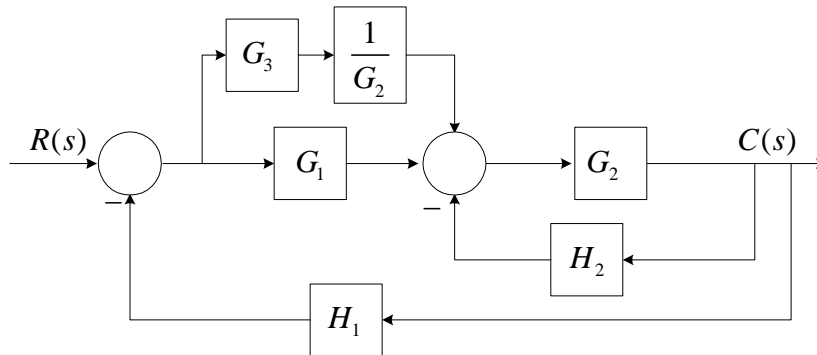 G₃
1
G₂
R(s)
G₁
G₂
C(s)
−
−
H₂
H₁